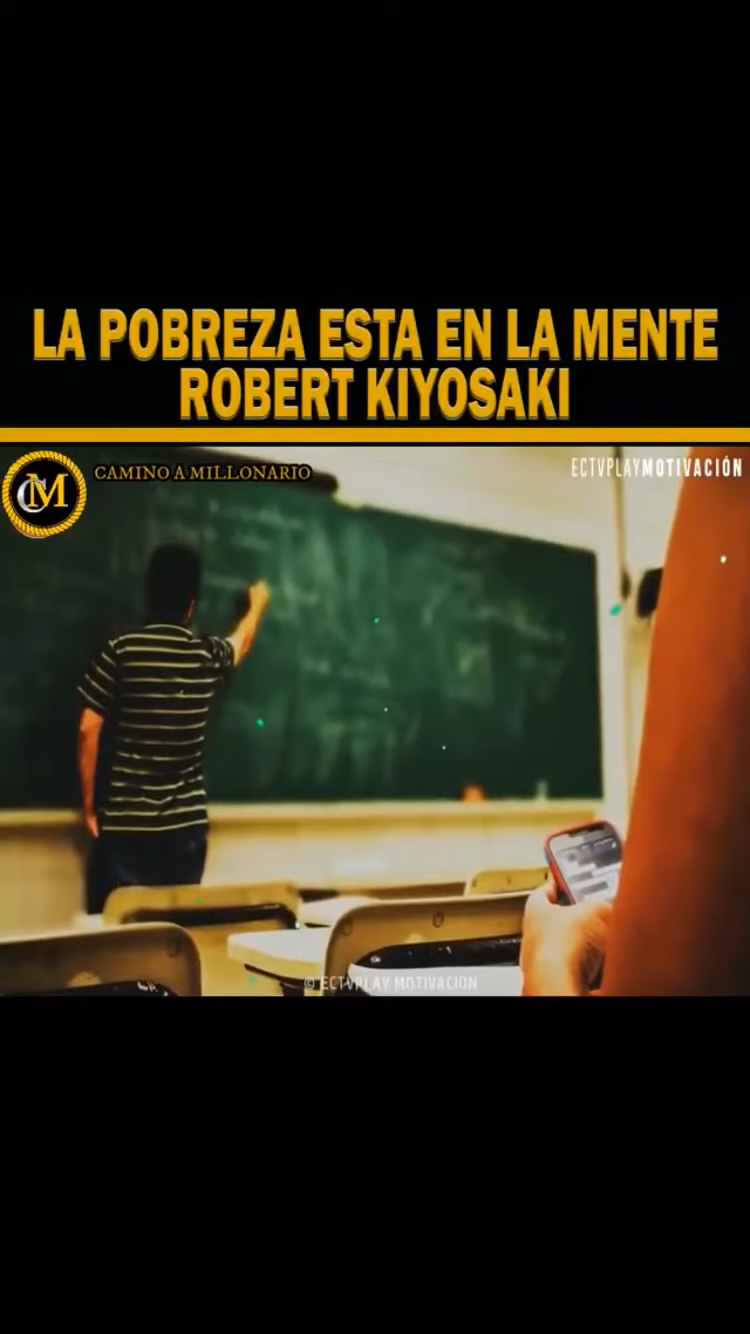 LA POBREZA ESTA EN LA MENTE
ROBERT KIYOSAKI
CM
CAMINO A MILLONARIO
ECTVPLAYMOTIVACIÓN
© ECTVPLAY MOTIVACION